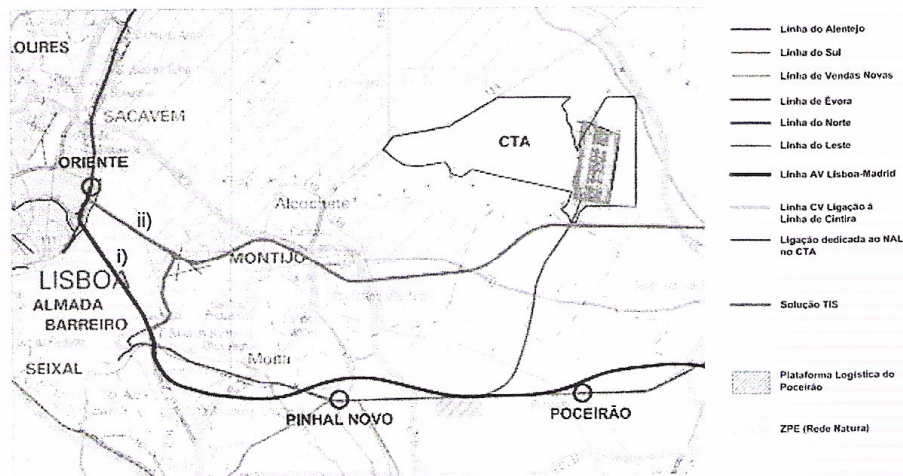 LOURES
SACAVEM
ORIENTE
CTA
Alcochete
ii)
i)
MONTIJO
LISBOA
ALMADA
BARREIRO
SEIXAL
Moita
PINHAL NOVO
POCEIRÃO
Linha do Alentejo
Linha do Sul
Linha de Vendas Novas
Linha de Évora
Linha do Norte
Linha do Leste
Linha AV Lisboa-Madrid
Linha CV Ligação à
Linha de Cintira
Ligação dedicada ao NAL
no CTA
Solução TIS
Plataforma Logística do
Poceirão
ZPE (Rede Natura)